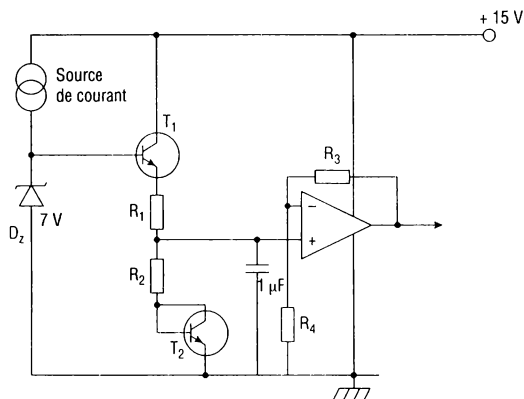 + 15 V
Source
de courant
T1
R3
R1
7 V
Dz
−
+
R2
1 μF
R4
T2